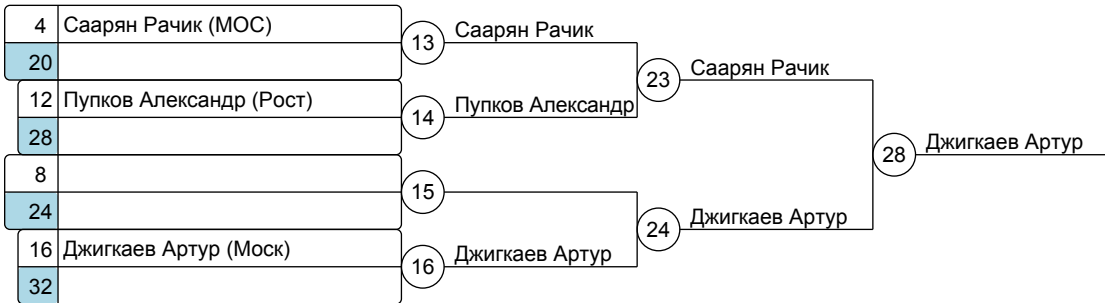 4 Саарян Рачик (МОС)
20
13 Саарян Рачик
12 Пупков Александр (Рост)
28
14 Пупков Александр
23 Саарян Рачик
8
24
15
16 Джигкаев Артур (Моск)
32
16 Джигкаев Артур
24 Джигкаев Артур
28 Джигкаев Артур